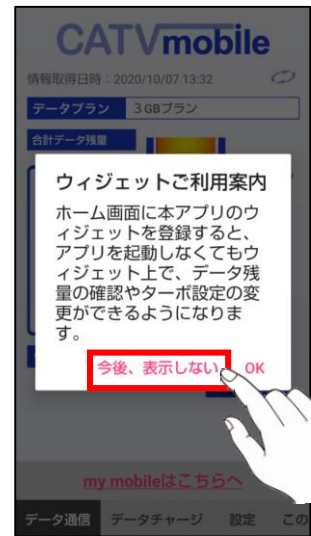 CATVmobile
情報取得日時：2020/10/07 13:32
データプラン 3GBプラン
合計データ残量
ウィジェットご利用案内
ホーム画面に本アプリのウ
ィジェットを登録すると、
アプリを起動しなくてもウ
ィジェット上で、データ残
量の確認やターボ設定の変
更ができるようになりま
す。
今後、表示しない OK
my mobileはこちらへ
データ通信 データチャージ 設定 この